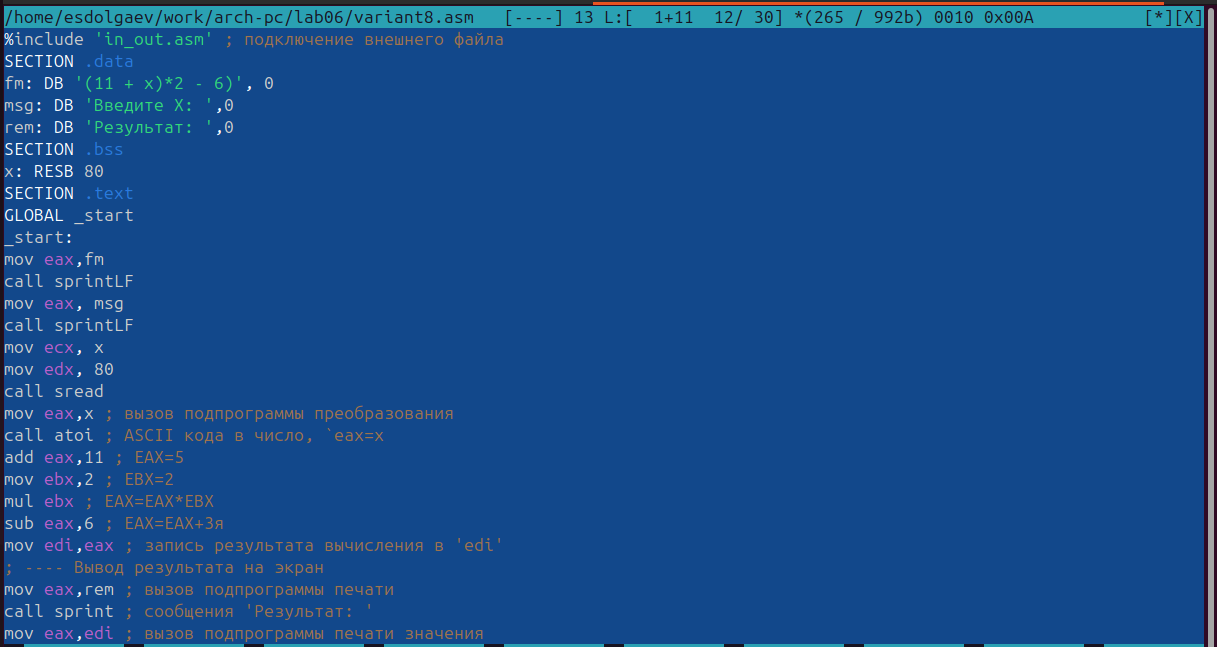 /home/esdolgaev/work/arch-pc/lab06/variant8.asm   [----] 13 L:[  1+11  12/ 30] *(265 / 992b) 0010 0x00A           [*][X]
%include 'in_out.asm' ; подключение внешнего файла
SECTION .data
fm: DB '(11 + x)*2 - 6)', 0
msg: DB 'Введите X: ',0
rem: DB 'Результат: ',0
SECTION .bss
x: RESB 80
SECTION .text
GLOBAL _start
_start:
mov eax,fm
call sprintLF
mov eax, msg
call sprintLF
mov ecx, x
mov edx, 80
call sread
mov eax,x ; вызов подпрограммы преобразования
call atoi ; ASCII кода в число, `eax=x
add eax,11 ; EAX=5
mov ebx,2 ; EBX=2
mul ebx ; EAX=EAX*EBX
sub eax,6 ; EAX=EAX+3я
mov edi,eax ; запись результата вычисления в 'edi'
; ---- Вывод результата на экран
mov eax,rem ; вызов подпрограммы печати
call sprint ; сообщения 'Результат: '
mov eax,edi ; вызов подпрограммы печати значения